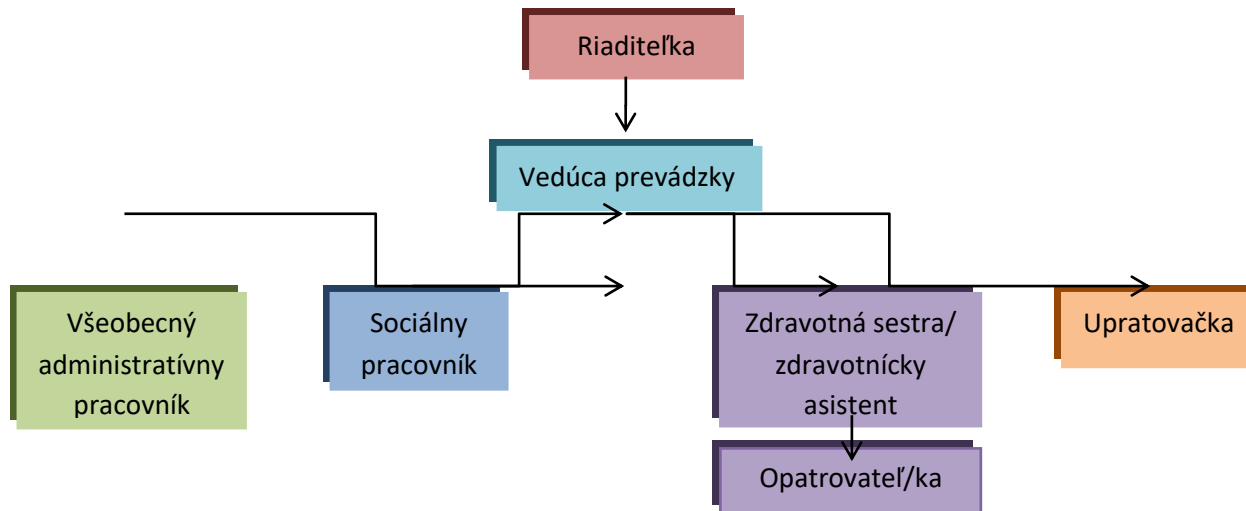 Riaditeľka
Vedúca prevádzky
Všeobecný
administratívny
pracovník
Sociálny
pracovník
Zdravotná sestra/
zdravotnícky
asistent
Upratovačka
Opatrovateľ/ka